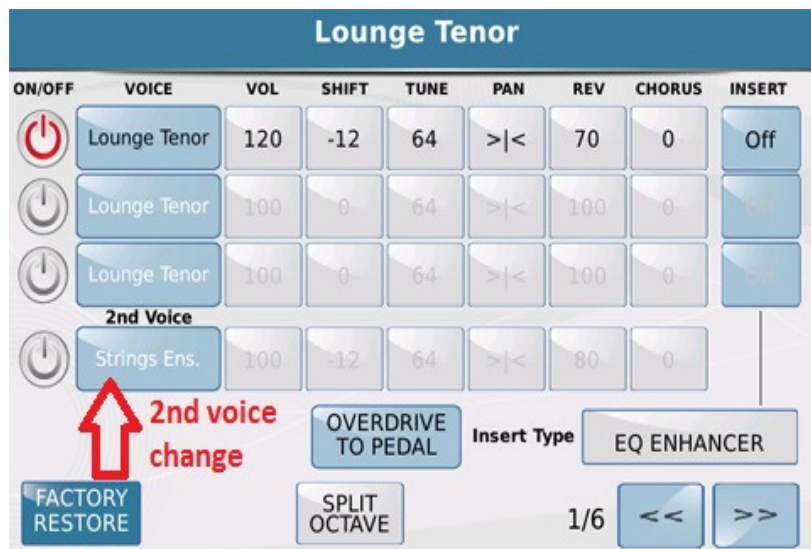 Lounge Tenor
ON/OFF VOICE VOL SHIFT TUNE PAN REV CHORUS INSERT
Lounge Tenor 120 -12 64 >|< 70 0 Off
Lounge Tenor 100 0 64 >|< 100 0 Off
Lounge Tenor 100 0 64 >|< 100 0 Off
2nd Voice
Strings Ens. 100 -12 64 >|< 80 0
2nd voice
change
OVERDRIVE
TO PEDAL
Insert Type EQ ENHANCER
FACTORY
RESTORE
SPLIT
OCTAVE
1/6 << >>